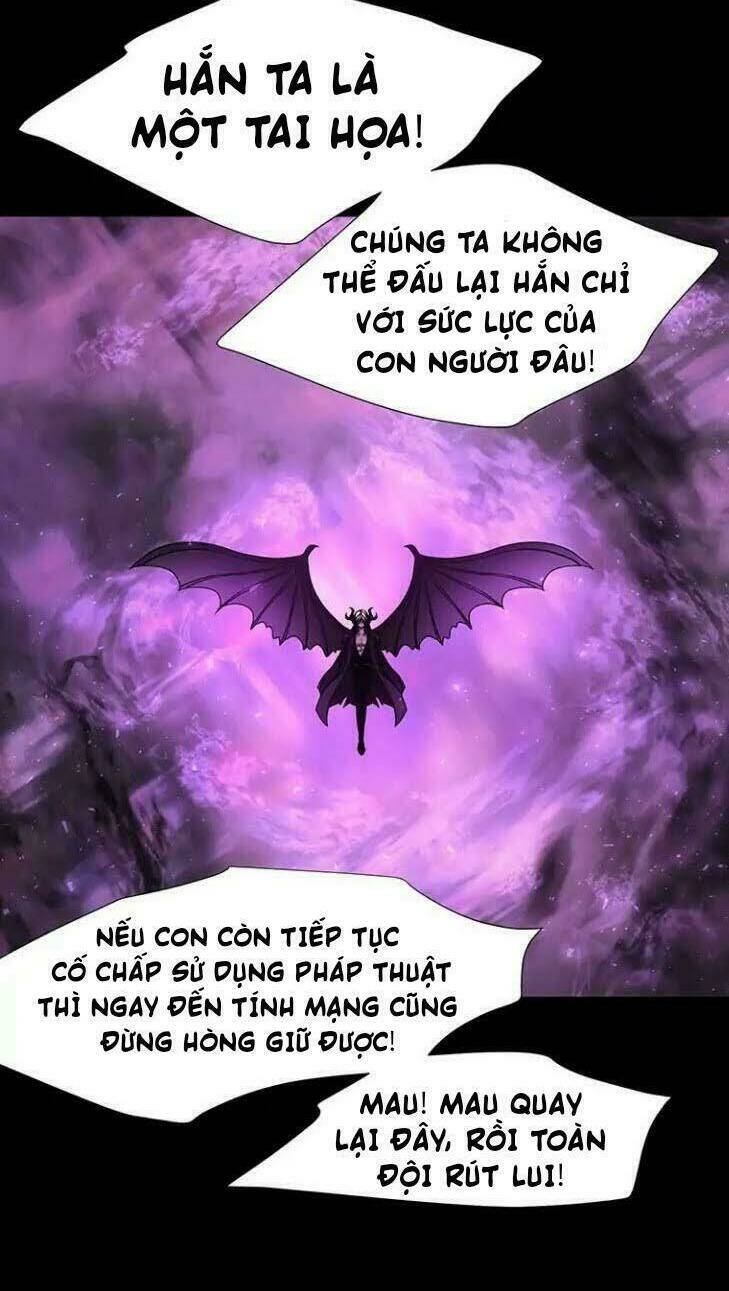 HẮN TA LÀ
MỘT TAI HỌA!
CHÚNG TA KHÔNG
THỂ ĐẤU LẠI HẮN CHỈ
VỚI SỨC LỰC CỦA
CON NGƯỜI ĐÂU!
NẾU CON CÒN TIẾP TỤC
CỐ CHẤP SỬ DỤNG PHÁP THUẬT
THÌ NGAY ĐẾN TÍNH MẠNG CŨNG
ĐỪNG HÒNG GIỮ ĐƯỢC!
MAU! MAU QUAY
LẠI ĐÂY, RỒI TOÀN
ĐỘI RÚT LUI!